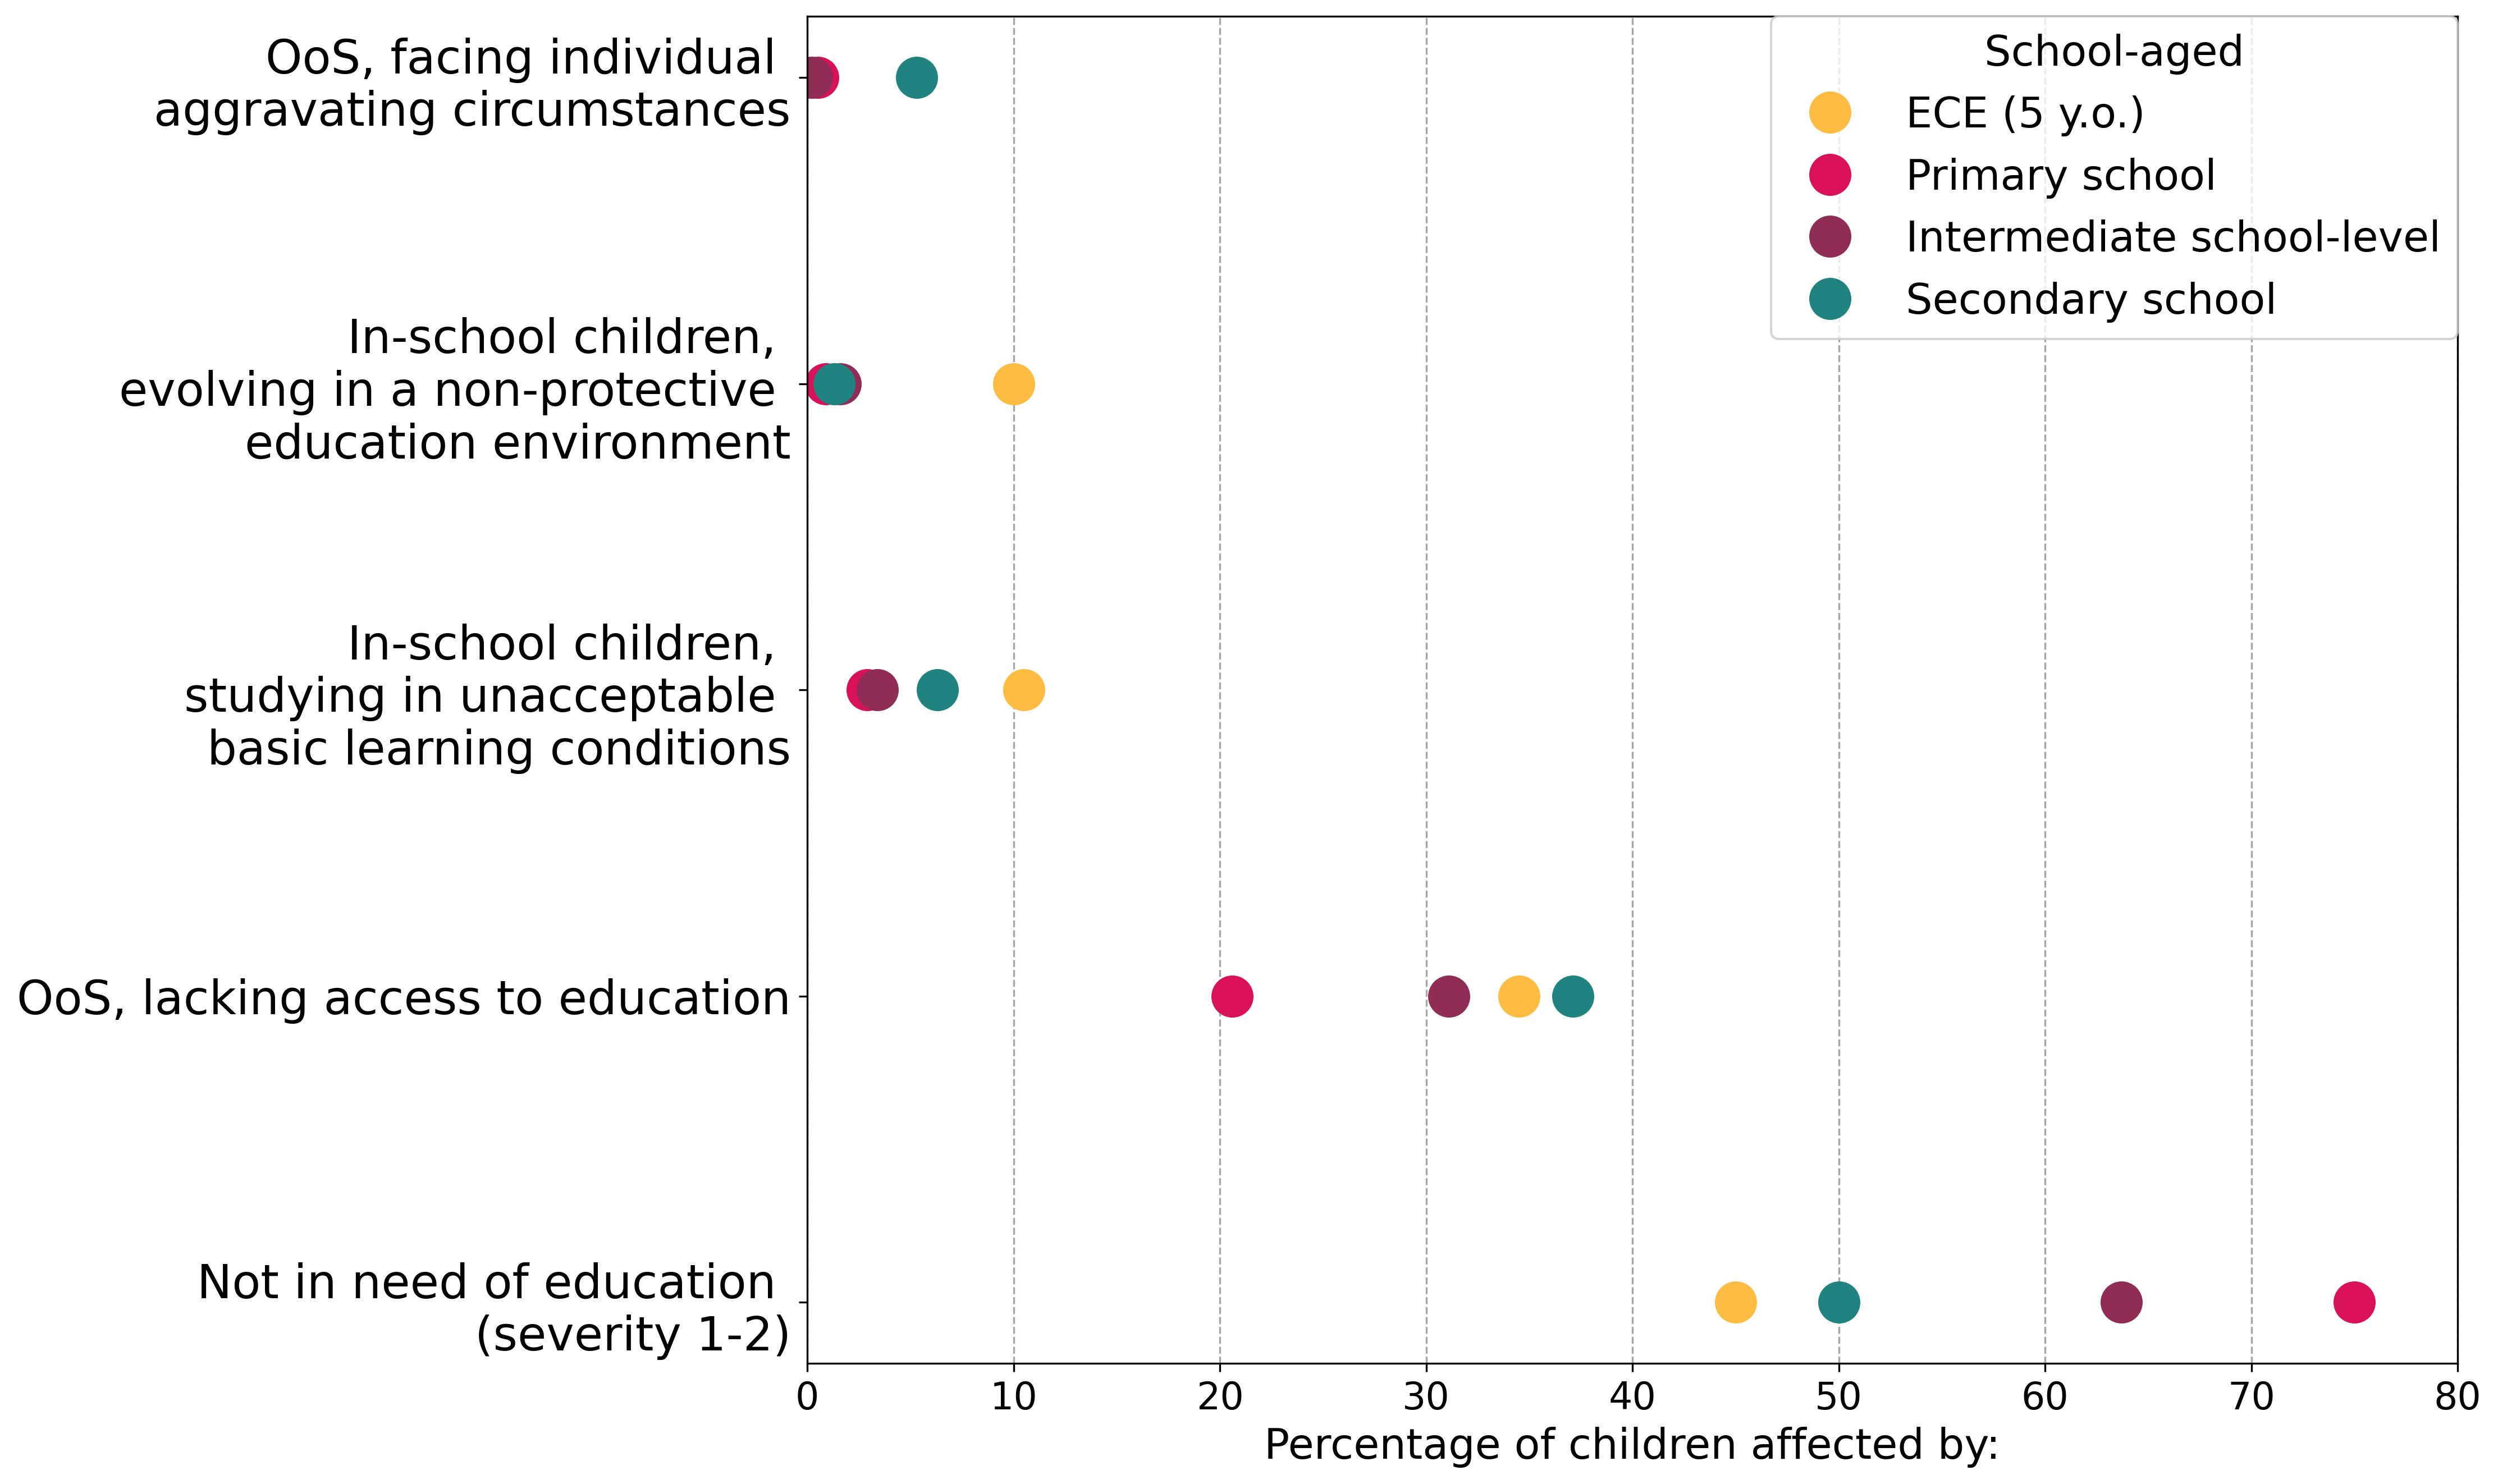 OoS, facing individual
aggravating circumstances
In-school children,
evolving in a non-protective
education environment
In-school children,
studying in unacceptable
basic learning conditions
OoS, lacking access to education
Not in need of education
(severity 1-2)
School-aged
ECE (5 y.o.)
Primary school
Intermediate school-level
Secondary school
0 10 20 30 40 50 60 70 80
Percentage of children affected by: